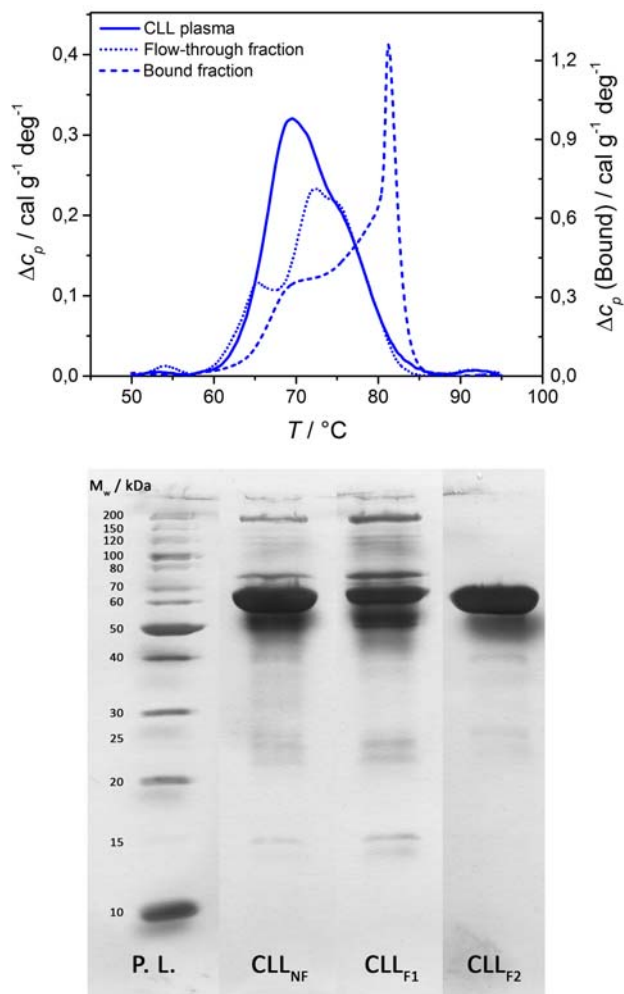 CLL plasma
Flow-through fraction
Bound fraction
Δcₚ / cal g⁻¹ deg⁻¹
0,4
0,3
0,2
0,1
0,0
Δcₚ (Bound) / cal g⁻¹ deg⁻¹
1,2
0,9
0,6
0,3
0,0
50 60 70 80 90 100
T / °C
M_w / kDa
200
150
120
100
80
70
60
50
40
30
25
20
15
10
P. L. CLL_NF CLL_F1 CLL_F2